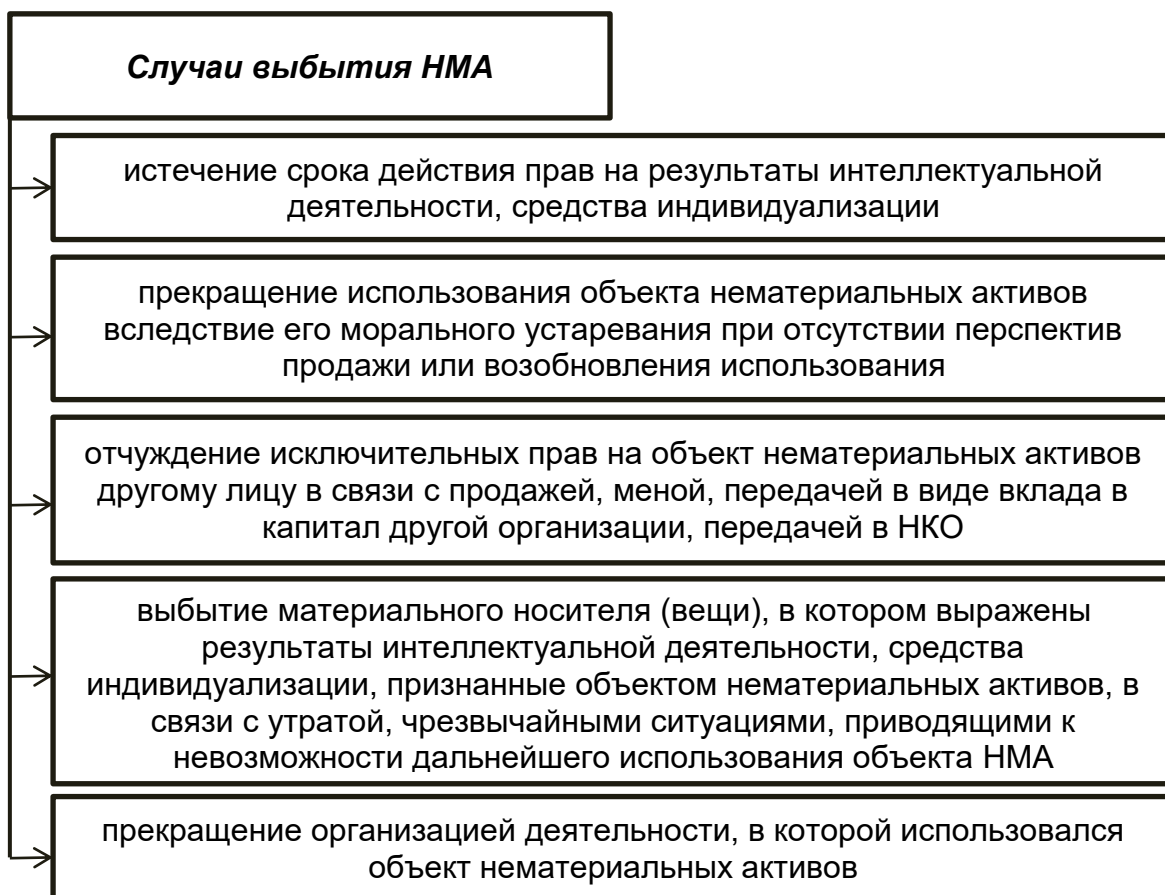 Случаи выбытия НМА
истечение срока действия прав на результаты интеллектуальной
деятельности, средства индивидуализации
прекращение использования объекта нематериальных активов
вследствие его морального устаревания при отсутствии перспектив
продажи или возобновления использования
отчуждение исключительных прав на объект нематериальных активов
другому лицу в связи с продажей, меной, передачей в виде вклада в
капитал другой организации, передачей в НКО
выбытие материального носителя (вещи), в котором выражены
результаты интеллектуальной деятельности, средства
индивидуализации, признанные объектом нематериальных активов, в
связи с утратой, чрезвычайными ситуациями, приводящими к
невозможности дальнейшего использования объекта НМА
прекращение организацией деятельности, в которой использовался
объект нематериальных активов